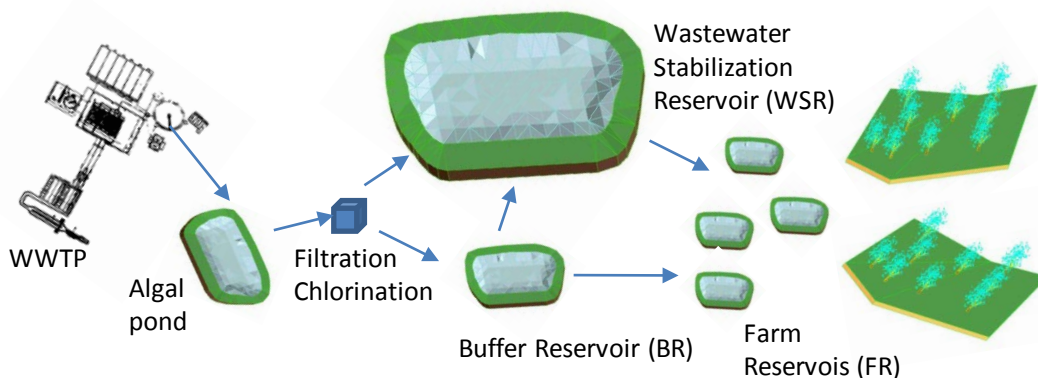 WWTP
Algal
pond
Filtration
Chlorination
Wastewater
Stabilization
Reservoir (WSR)
Buffer Reservoir (BR)
Farm
Reservois (FR)